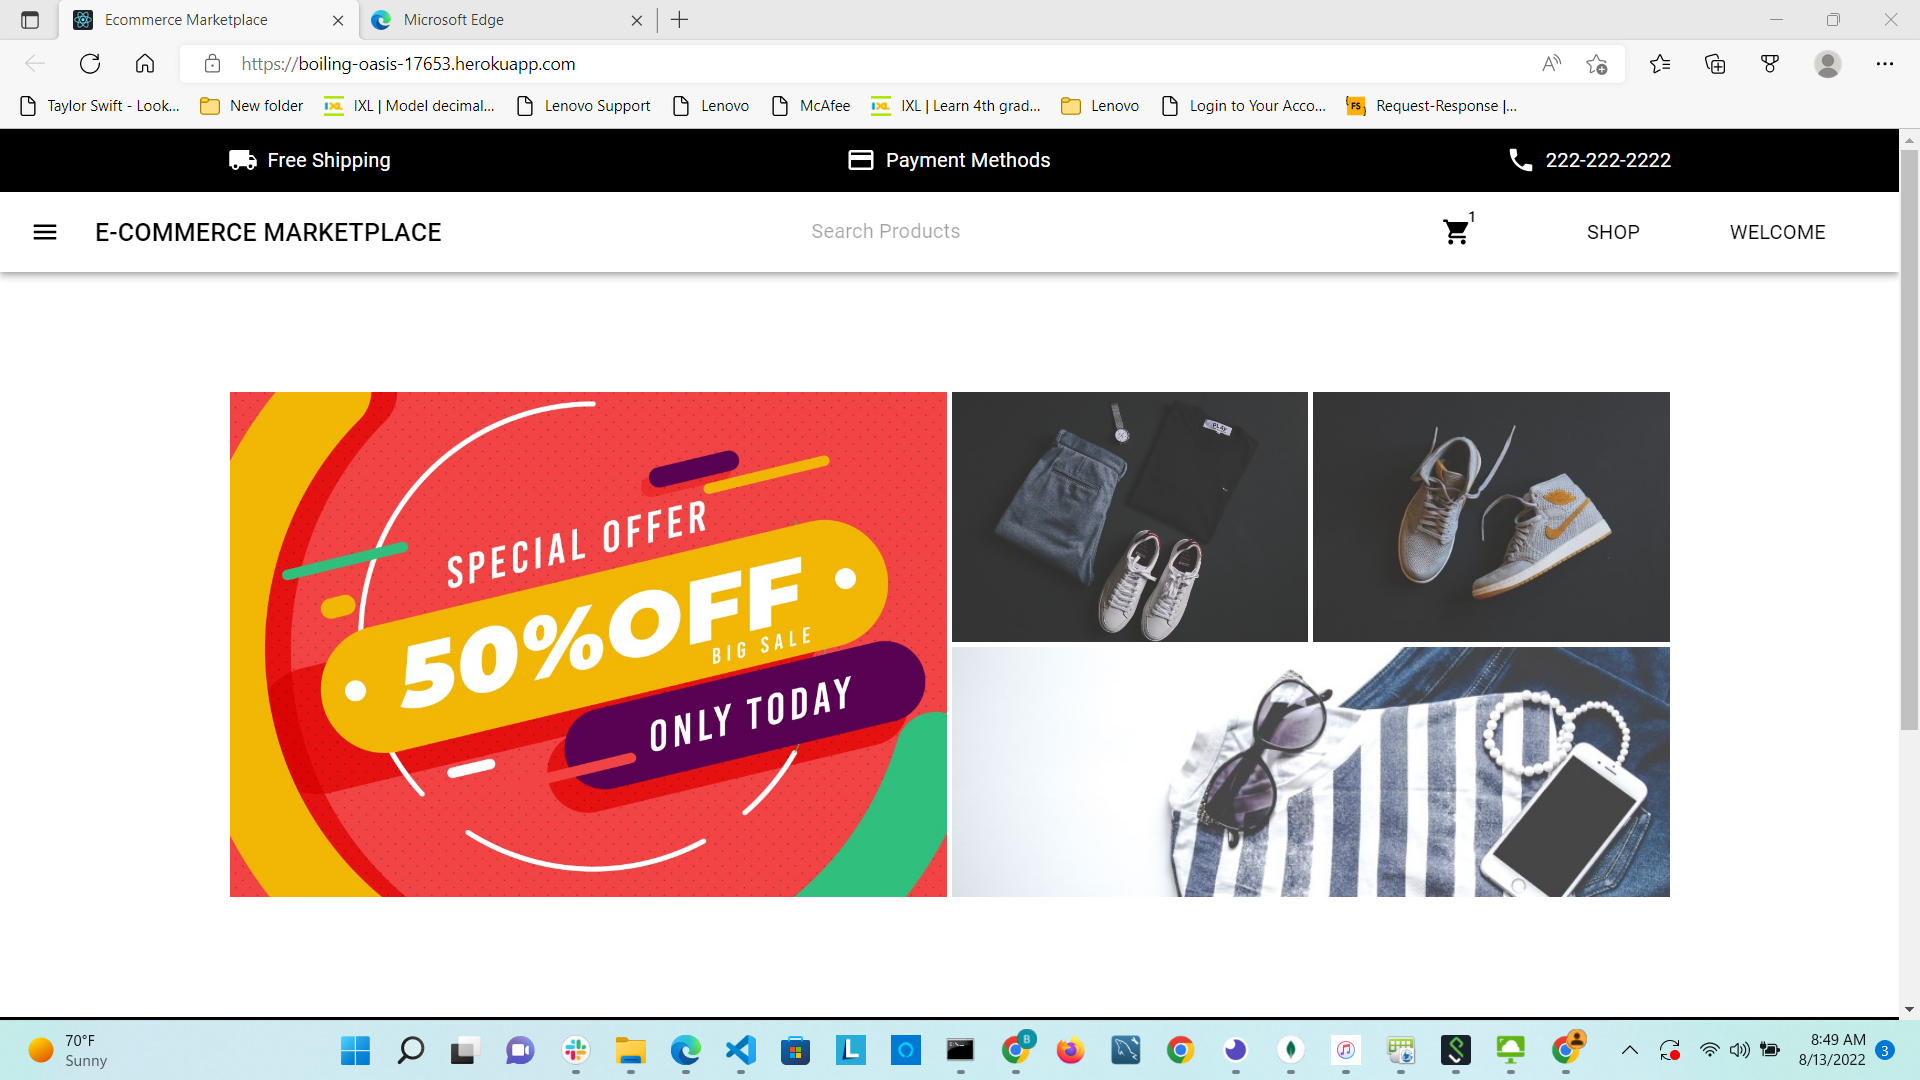 Ecommerce Marketplace
Microsoft Edge
https://boiling-oasis-17653.herokuapp.com
Taylor Swift - Look...
New folder
IXL | Model decimal...
Lenovo Support
Lenovo
McAfee
IXL | Learn 4th grad...
Lenovo
Login to Your Acco...
Request-Response |...
Free Shipping
Payment Methods
222-222-2222
E-COMMERCE MARKETPLACE
Search Products
1
SHOP
WELCOME
SPECIAL OFFER
50%OFF
BIG SALE
ONLY TODAY
PLAY
70°F
Sunny
8:49 AM
8/13/2022
3